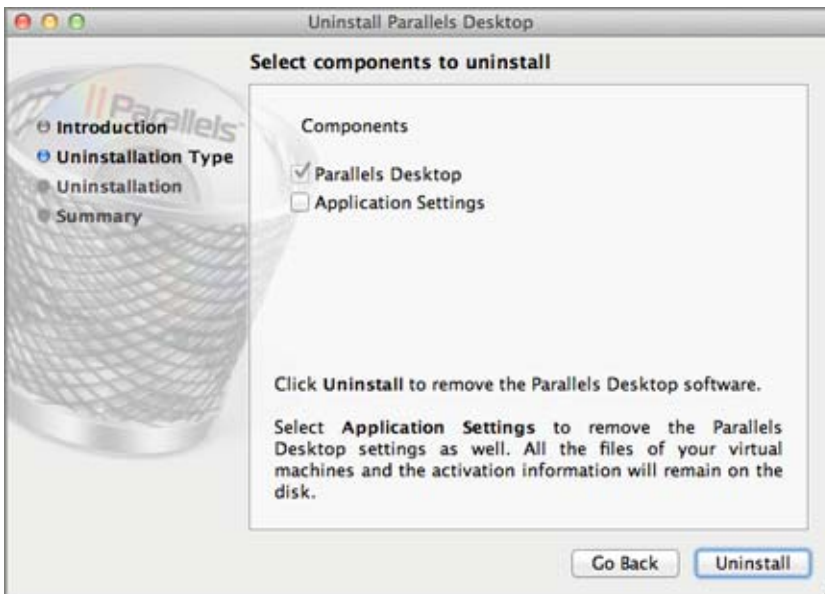 Uninstall Parallels Desktop
Select components to uninstall
Parallels
Introduction
Uninstallation Type
Uninstallation
Summary
Components
Parallels Desktop
Application Settings
Click Uninstall to remove the Parallels Desktop software.
Select Application Settings to remove the Parallels
Desktop settings as well. All the files of your virtual
machines and the activation information will remain on the
disk.
Go Back
Uninstall